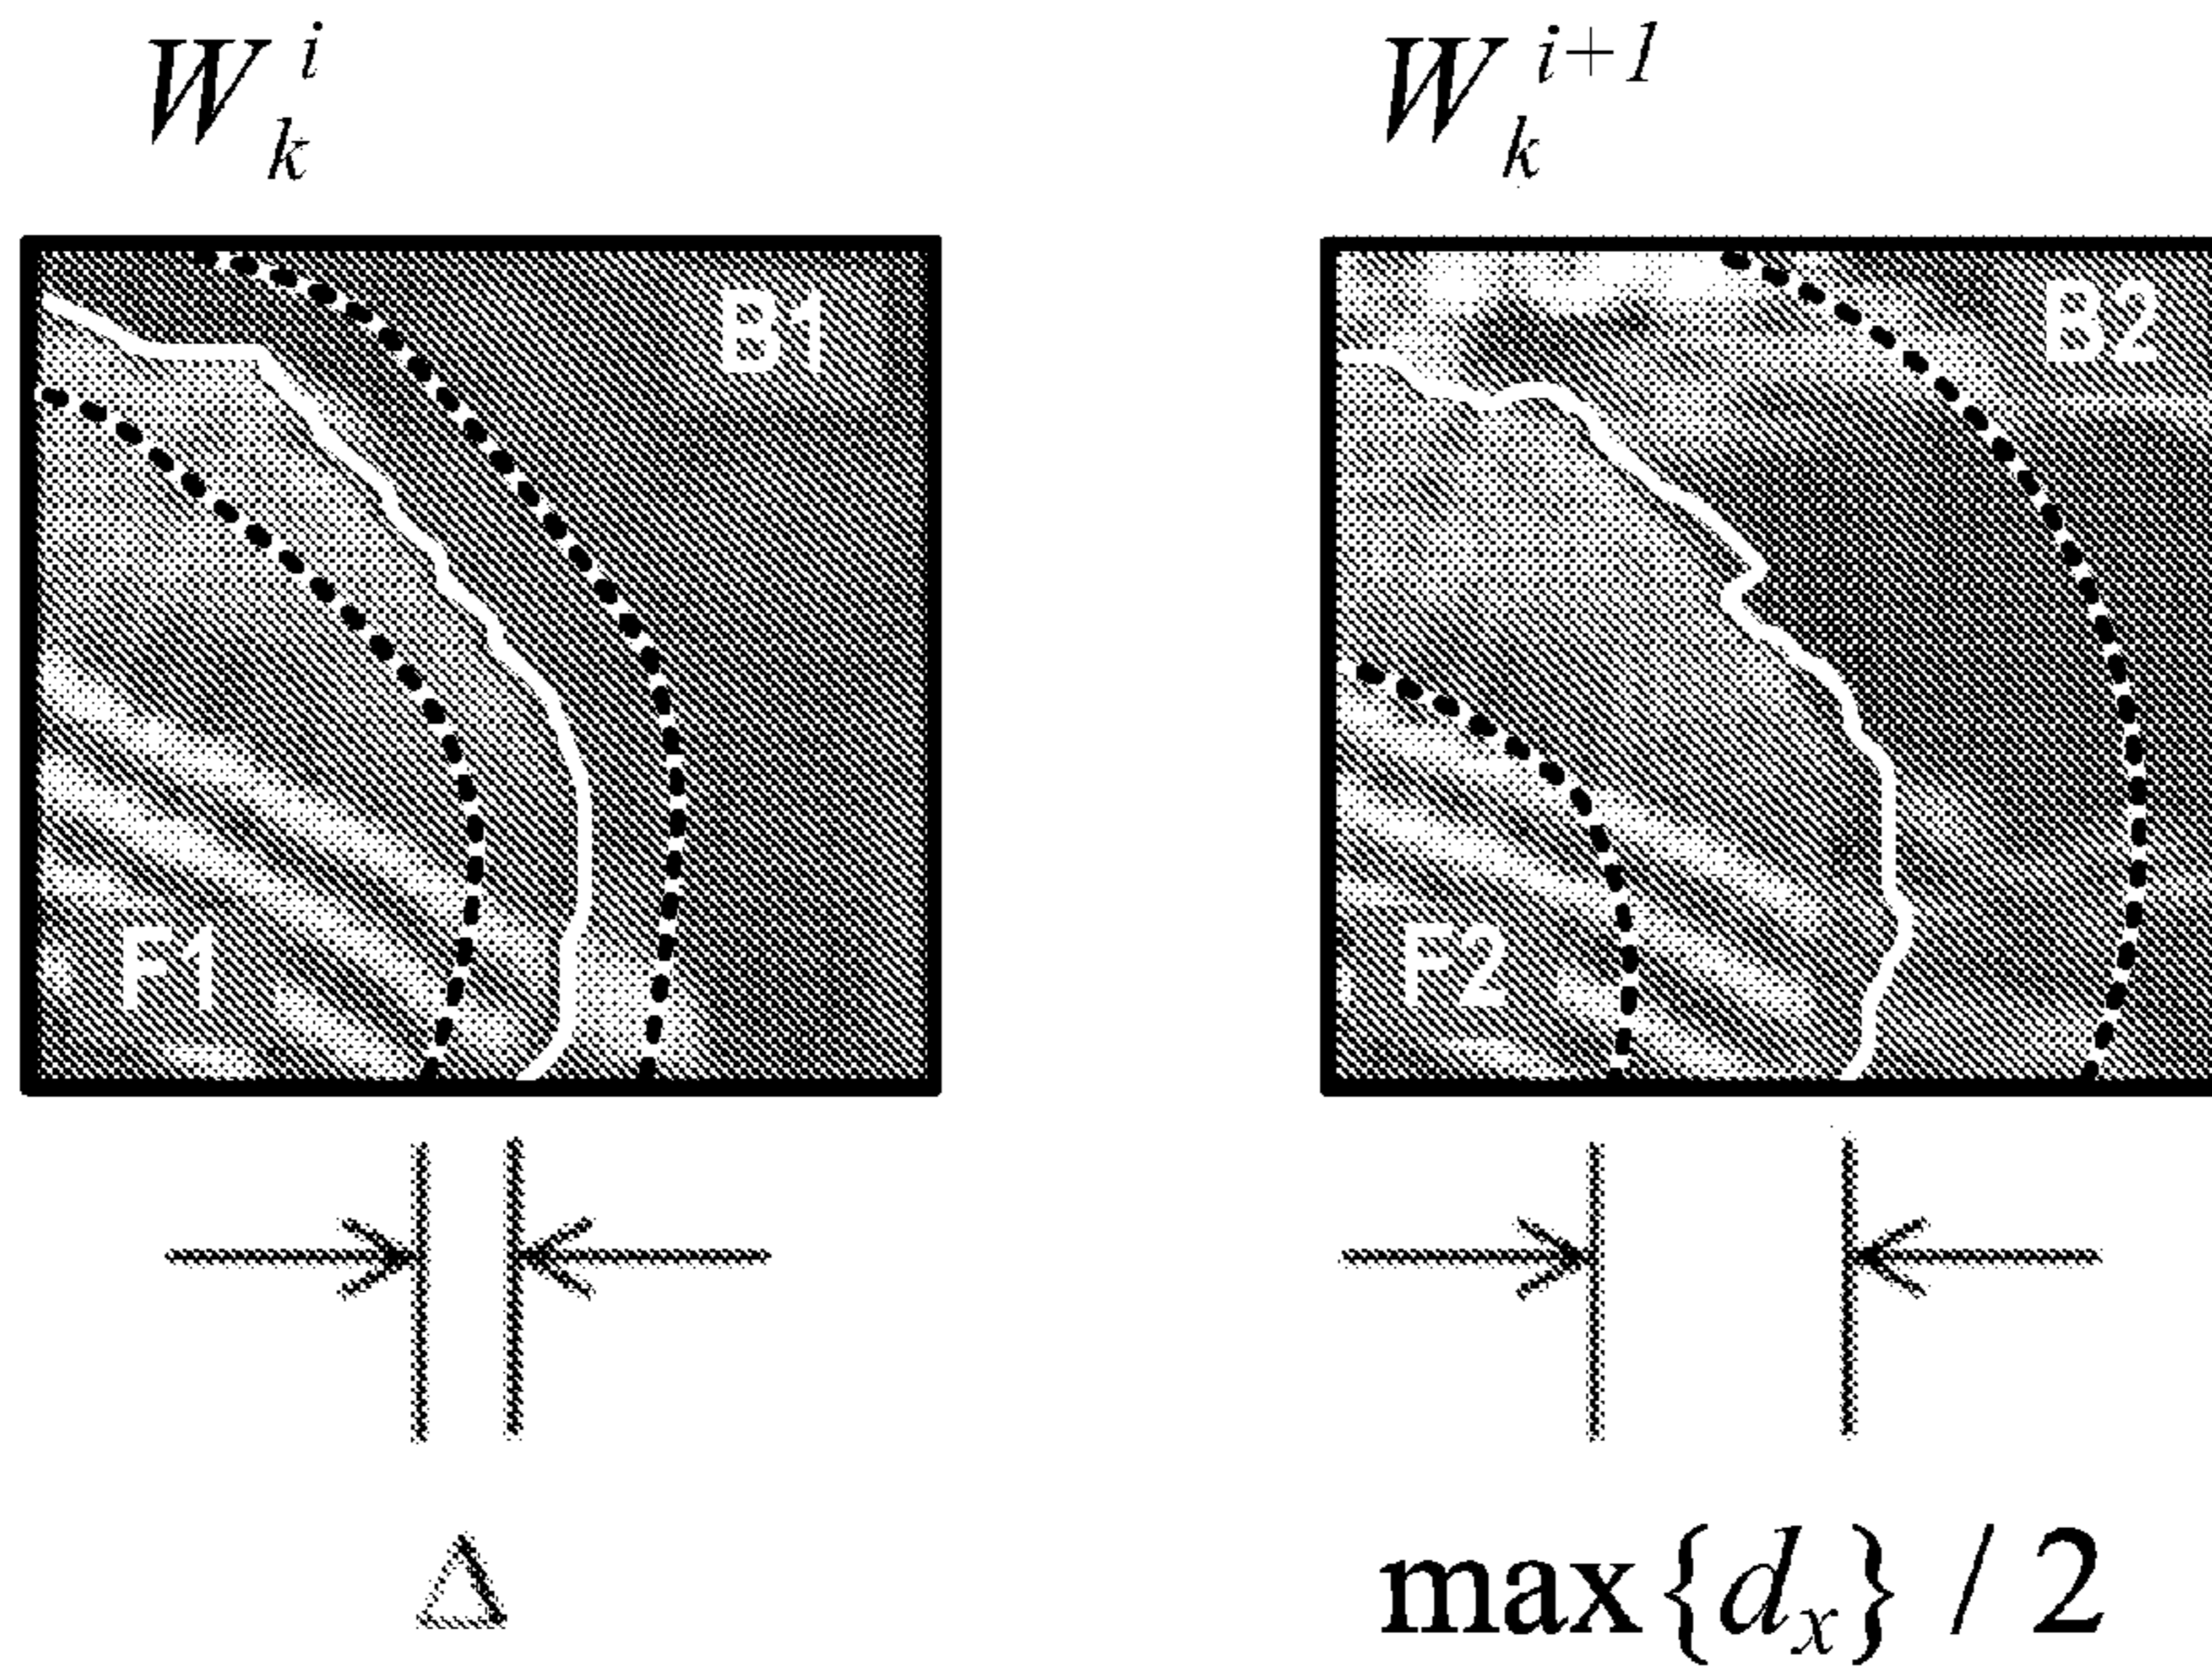 W_k^i W_k^{i+1}
B1 B2
F1 F2
Δ max{d_x} / 2